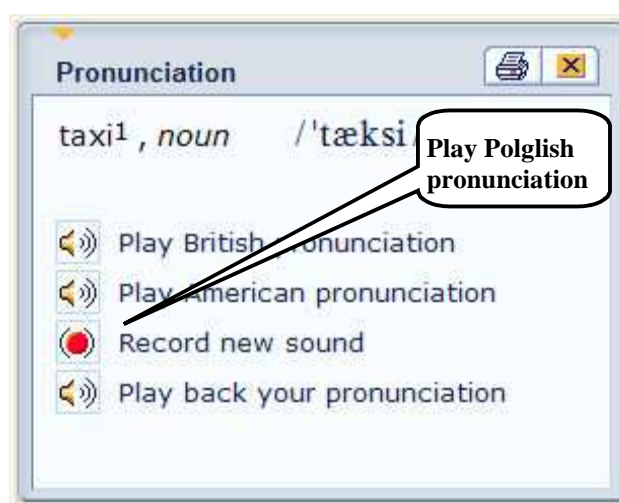 Pronunciation
taxi1 , noun /ˈtæksi/
Play Polglish
pronunciation
Play British pronunciation
Play American pronunciation
Record new sound
Play back your pronunciation